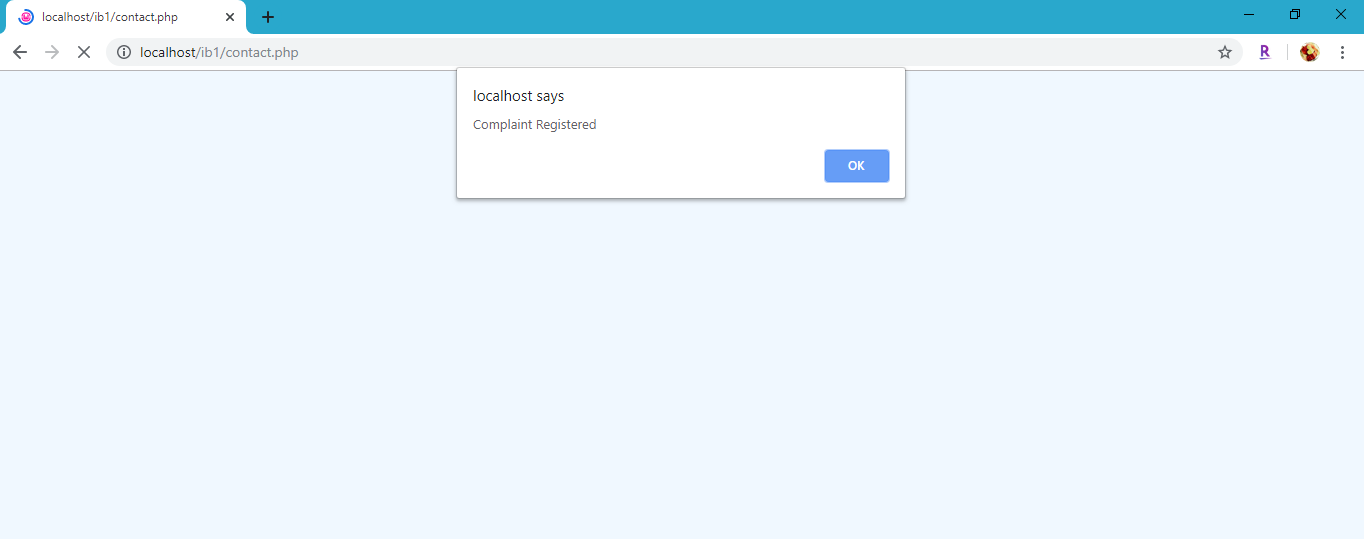 localhost/ib1/contact.php
localhost/ib1/contact.php
R
localhost says
Complaint Registered
OK